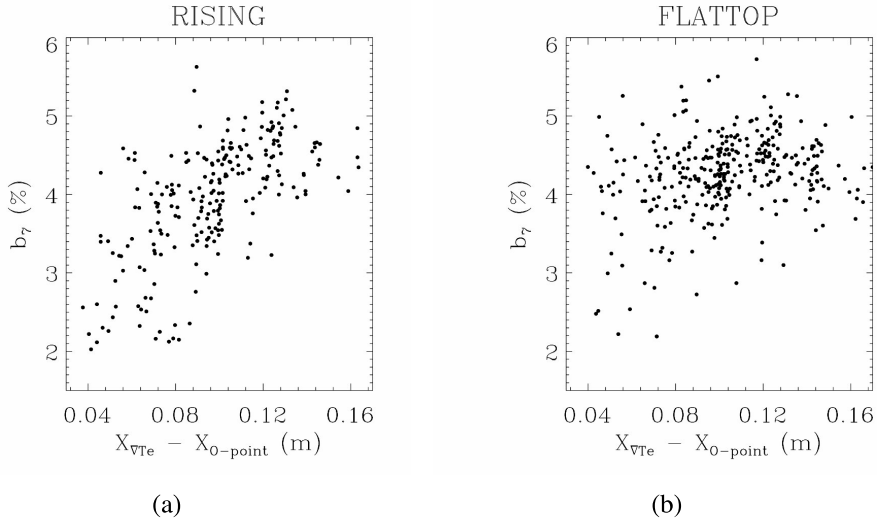 RISING
6
5
4
3
2
b₇ (%)
0.04 0.08 0.12 0.16
X∇Te − XO−point (m)
(a)
FLATTOP
6
5
4
3
2
b₇ (%)
0.04 0.08 0.12 0.16
X∇Te − XO−point (m)
(b)